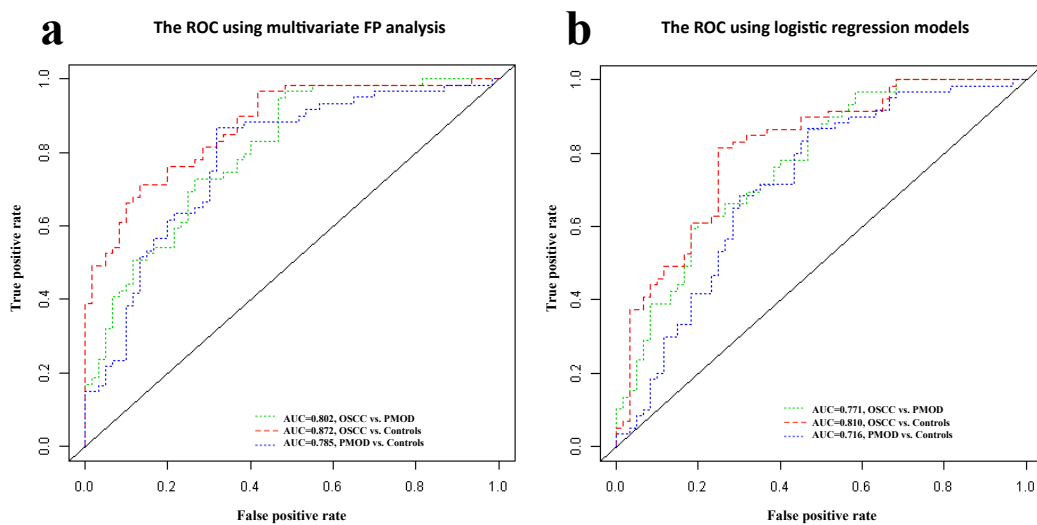 a
The ROC using multivariate FP analysis
True positive rate
1.0
0.8
0.6
0.4
0.2
0.0
AUC=0.802, OSCC vs. PMOD
AUC=0.872, OSCC vs. Controls
AUC=0.785, PMOD vs. Controls
0.0 0.2 0.4 0.6 0.8 1.0
False positive rate
b
The ROC using logistic regression models
True positive rate
1.0
0.8
0.6
0.4
0.2
0.0
AUC=0.771, OSCC vs. PMOD
AUC=0.810, OSCC vs. Controls
AUC=0.716, PMOD vs. Controls
0.0 0.2 0.4 0.6 0.8 1.0
False positive rate